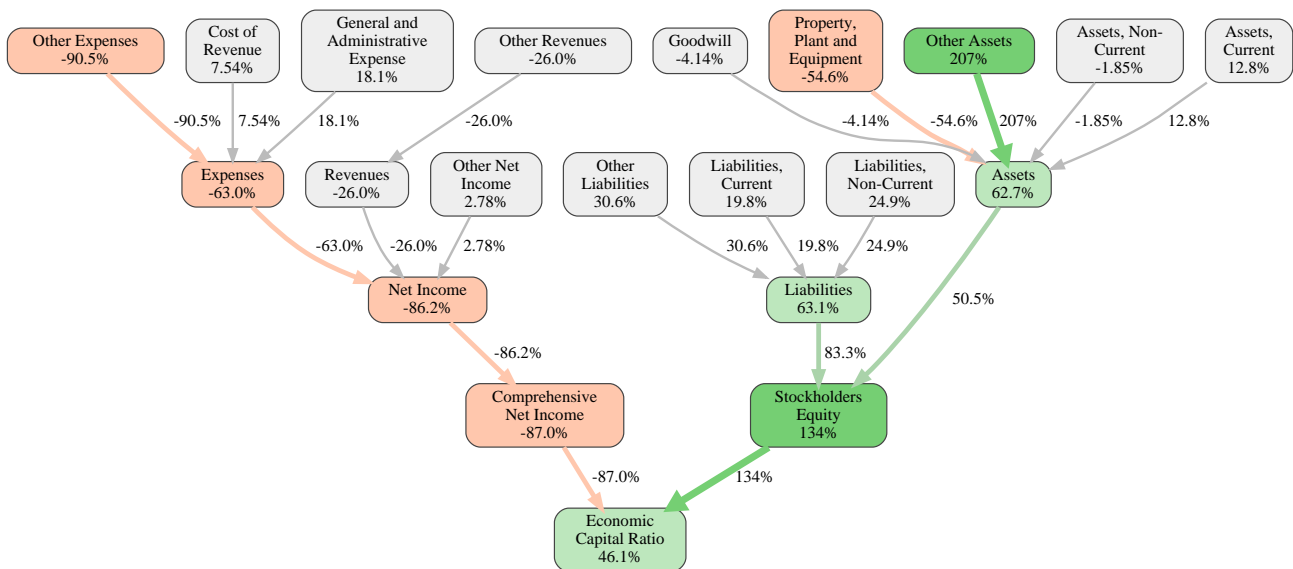 Other Expenses
-90.5%
Cost of
Revenue
7.54%
General and
Administrative
Expense
18.1%
Other Revenues
-26.0%
Goodwill
-4.14%
Property,
Plant and
Equipment
-54.6%
Other Assets
207%
Assets, Non-
Current
-1.85%
Assets,
Current
12.8%
-90.5%
7.54%
18.1%
-26.0%
-4.14%
-54.6%
207%
-1.85%
12.8%
Expenses
-63.0%
Revenues
-26.0%
Other Net
Income
2.78%
Other
Liabilities
30.6%
Liabilities,
Current
19.8%
Liabilities,
Non-Current
24.9%
Assets
62.7%
-63.0%
-26.0%
2.78%
30.6%
19.8%
24.9%
50.5%
Net Income
-86.2%
Liabilities
63.1%
-86.2%
83.3%
Comprehensive
Net Income
-87.0%
Stockholders
Equity
134%
-87.0%
134%
Economic
Capital Ratio
46.1%